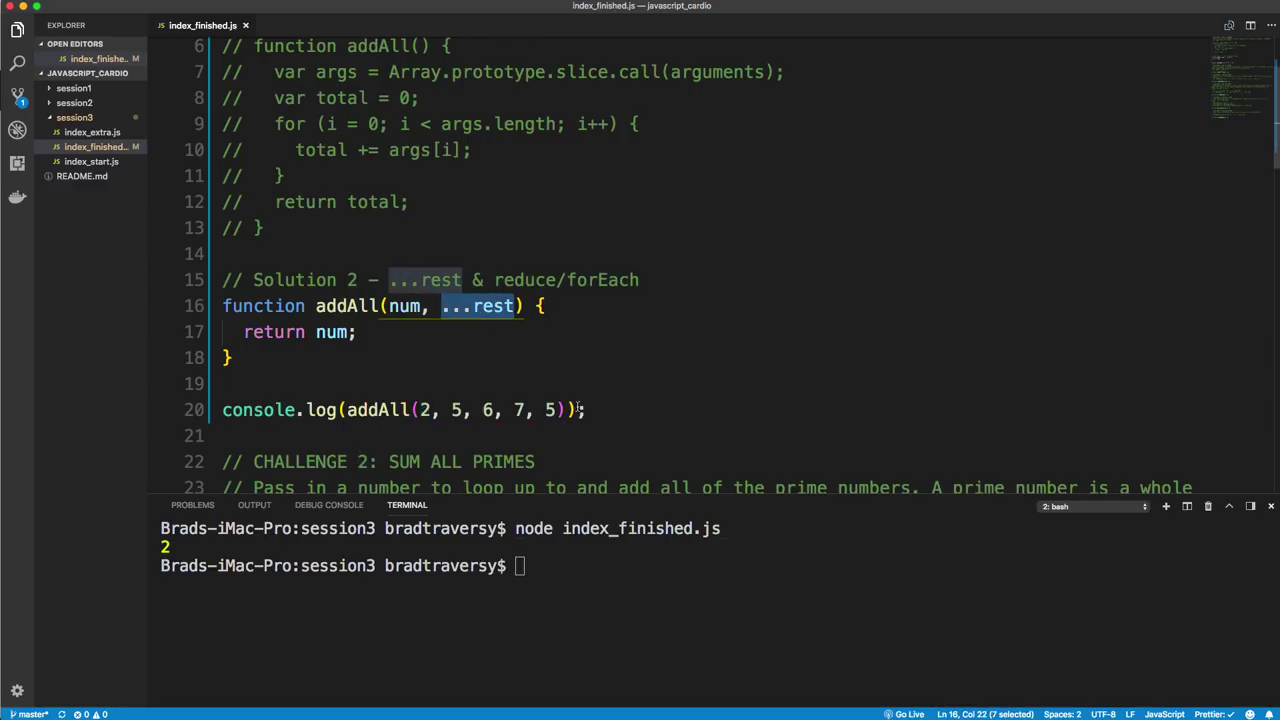 index_finished.js — javascript_cardio
EXPLORER
index_finished.js ×
OPEN EDITORS
index_finishe... M
JAVASCRIPT_CARDIO
session1
session2
session3
index_extra.js
index_finished... M
index_start.js
README.md
1
6 // function addAll() {
7 //   var args = Array.prototype.slice.call(arguments);
8 //   var total = 0;
9 //   for (i = 0; i < args.length; i++) {
10 //     total += args[i];
11 //   }
12 //   return total;
13 // }
14
15 // Solution 2 - ...rest & reduce/forEach
16 function addAll(num, ...rest) {
17   return num;
18 }
19
20 console.log(addAll(2, 5, 6, 7, 5));
21
22 // CHALLENGE 2: SUM ALL PRIMES
23 // Pass in a number to loop up to and add all of the prime numbers. A prime number is a whole
PROBLEMS OUTPUT DEBUG CONSOLE TERMINAL 2: bash
Brads-iMac-Pro:session3 bradtraversy$ node index_finished.js
2
Brads-iMac-Pro:session3 bradtraversy$
master* 0 0 Go Live Ln 16, Col 22 (7 selected) Spaces: 2 UTF-8 LF JavaScript Prettier: ✓